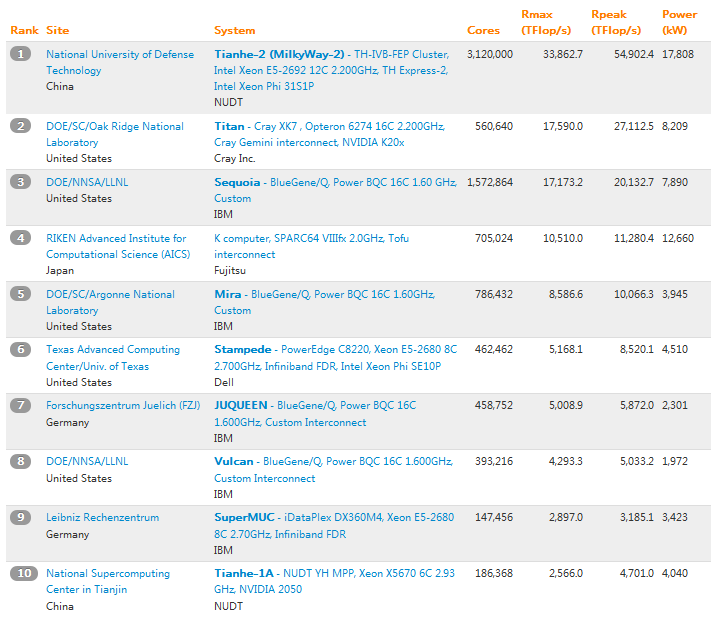 Rank Site System Cores Rmax (TFlop/s) Rpeak (TFlop/s) Power (kW)
1 National University of Defense Tianhe-2 (MilkyWay-2) - TH-IVB-FEP Cluster, 3,120,000 33,862.7 54,902.4 17,808
Technology Intel Xeon E5-2692 12C 2.200GHz, TH Express-2,
China Intel Xeon Phi 31S1P
NUDT
2 DOE/SC/Oak Ridge National Titan - Cray XK7 , Opteron 6274 16C 2.200GHz, 560,640 17,590.0 27,112.5 8,209
Laboratory Cray Gemini interconnect, NVIDIA K20x
United States Cray Inc.
3 DOE/NNSA/LLNL Sequoia - BlueGene/Q, Power BQC 16C 1.60 GHz, 1,572,864 17,173.2 20,132.7 7,890
United States Custom
IBM
4 RIKEN Advanced Institute for K computer, SPARC64 VIIIfx 2.0GHz, Tofu 705,024 10,510.0 11,280.4 12,660
Computational Science (AICS) interconnect
Japan Fujitsu
5 DOE/SC/Argonne National Mira - BlueGene/Q, Power BQC 16C 1.60GHz, 786,432 8,586.6 10,066.3 3,945
Laboratory Custom
United States IBM
6 Texas Advanced Computing Stampede - PowerEdge C8220, Xeon E5-2680 8C 462,462 5,168.1 8,520.1 4,510
Center/Univ. of Texas 2.700GHz, Infiniband FDR, Intel Xeon Phi SE10P
United States Dell
7 Forschungszentrum Juelich (FZJ) JUQUEEN - BlueGene/Q, Power BQC 16C 458,752 5,008.9 5,872.0 2,301
Germany 1.600GHz, Custom Interconnect
IBM
8 DOE/NNSA/LLNL Vulcan - BlueGene/Q, Power BQC 16C 1.600GHz, 393,216 4,293.3 5,033.2 1,972
United States Custom Interconnect
IBM
9 Leibniz Rechenzentrum SuperMUC - iDataPlex DX360M4, Xeon E5-2680 147,456 2,897.0 3,185.1 3,423
Germany 8C 2.70GHz, Infiniband FDR
IBM
10 National Supercomputing Tianhe-1A - NUDT YH MPP, Xeon X5670 6C 2.93 186,368 2,566.0 4,701.0 4,040
Center in Tianjin GHz, NVIDIA 2050
China NUDT